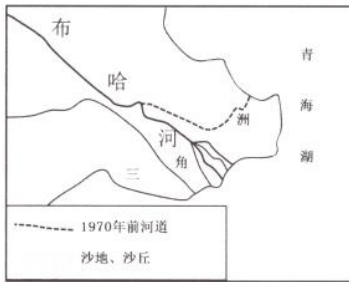 布哈河
三角洲
青海湖
1970年前河道
沙地、沙丘